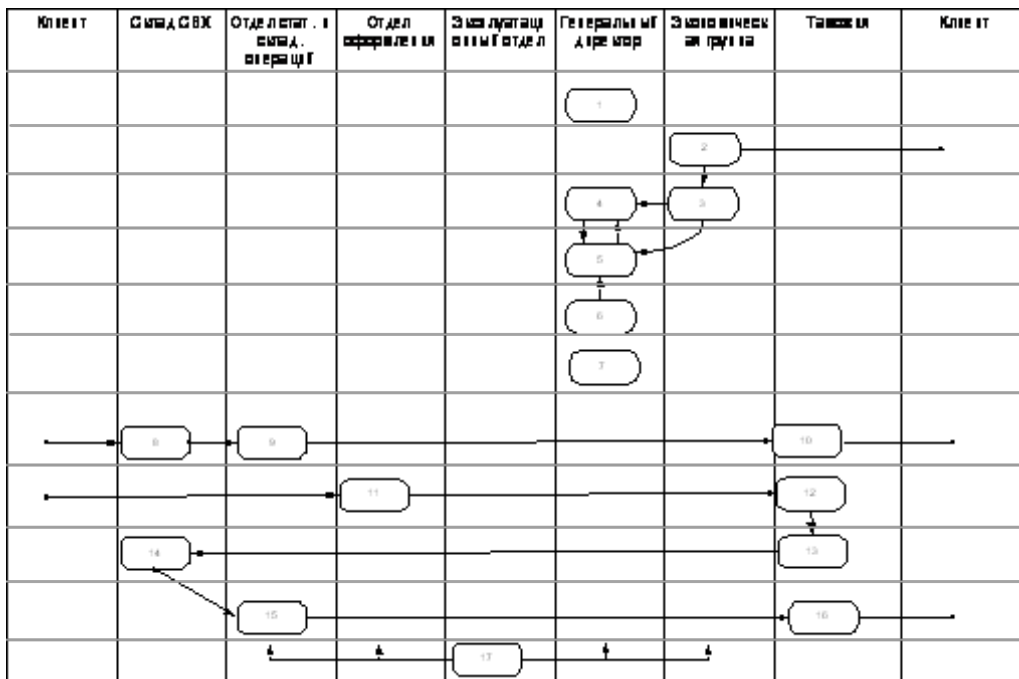 Клиент
Склад СВХ
Отдел стат. и
склад.
операций
Отдел
оформления
Эксплуатаци
онный отдел
Генеральный
директор
Экономическ
ая группа
Таможня
Клиент
1
2
4
3
5
6
7
8
9
10
11
12
14
13
15
16
17